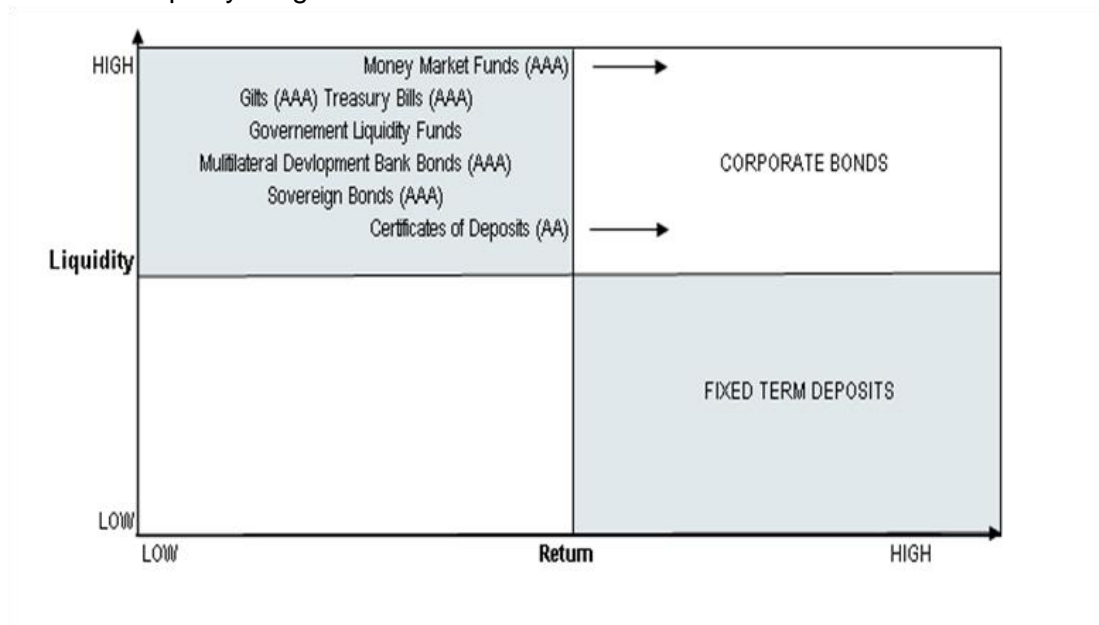 HIGH
Money Market Funds (AAA)
Gilts (AAA) Treasury Bills (AAA)
Governement Liquidity Funds
Mulitilateral Devlopment Bank Bonds (AAA)
CORPORATE BONDS
Sovereign Bonds (AAA)
Certificates of Deposits (AA)
Liquidity
FIXED TERM DEPOSITS
LOW
LOW
Return
HIGH